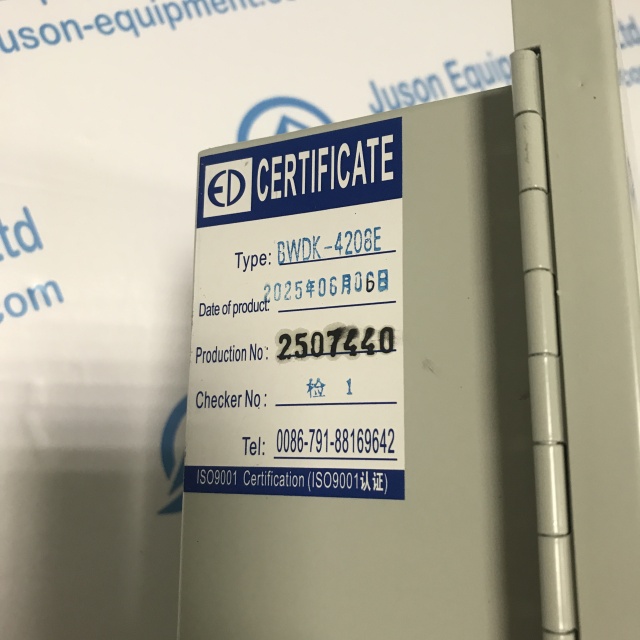 uson-equipment.com
Juson Equip
Ltd
com
ED CERTIFICATE
Type: BWDK-4208E
Date of product: 2025年06月06日
Production No: 2507440
Checker No: 检 1
Tel: 0086-791-88169642
ISO9001 Certification (ISO9001认证)